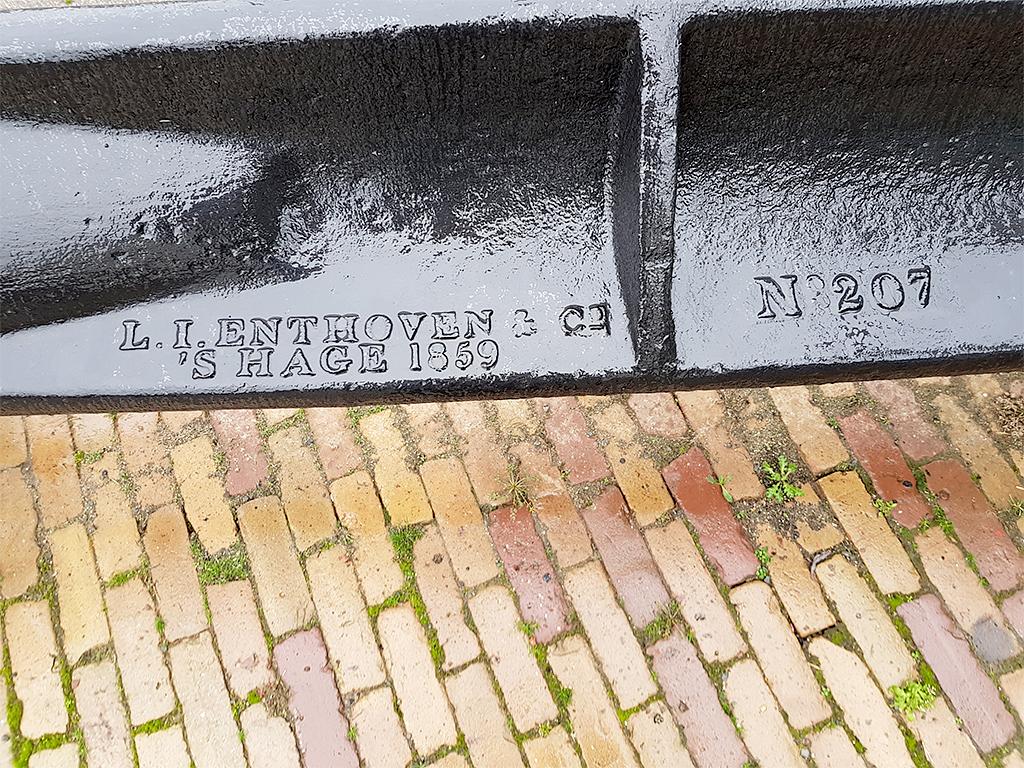 L.I.ENTHOVEN & Co
'S HAGE 1859
No 207